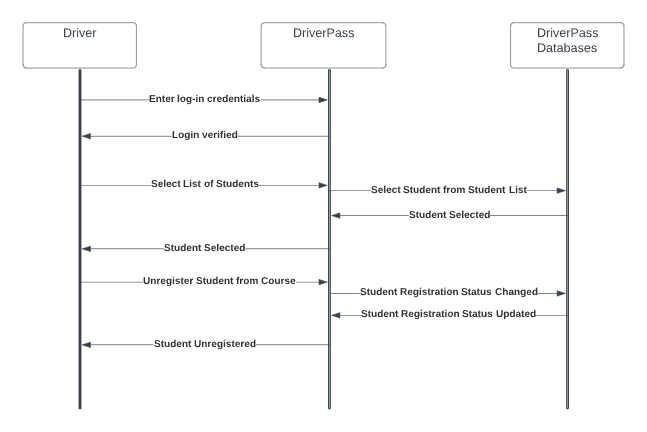 Driver
DriverPass
DriverPass
Databases
Enter log-in credentials
Login verified
Select List of Students
Select Student from Student List
Student Selected
Student Selected
Unregister Student from Course
Student Registration Status Changed
Student Registration Status Updated
Student Unregistered